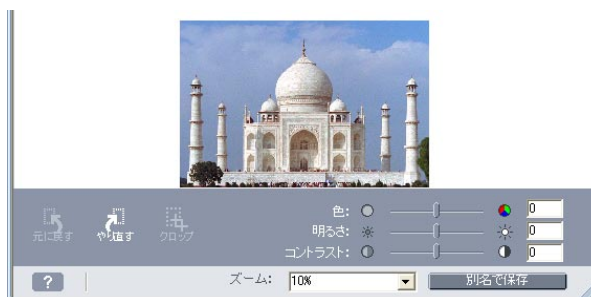 元に戻す やり直す クロップ
色: 0
明るさ: 0
コントラスト: 0
? ズーム: 10% 別名で保存